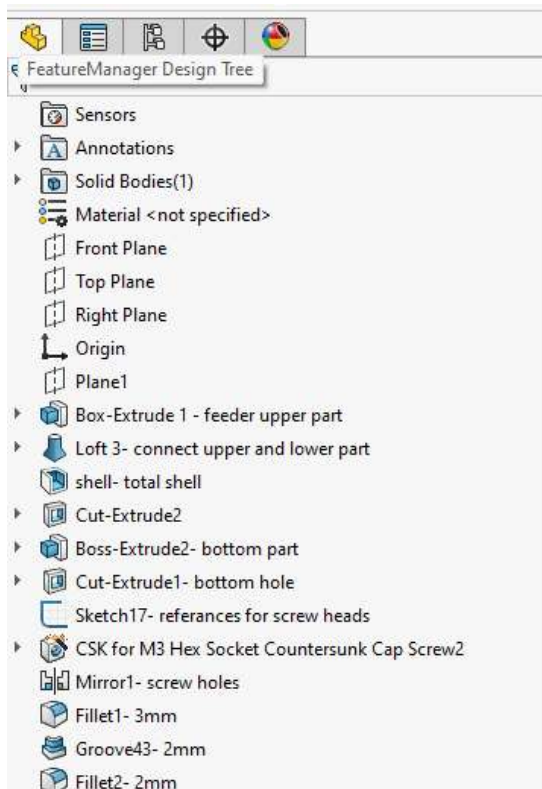 FeatureManager Design Tree
Sensors
Annotations
Solid Bodies(1)
Material <not specified>
Front Plane
Top Plane
Right Plane
Origin
Plane1
Box-Extrude 1 - feeder upper part
Loft 3- connect upper and lower part
shell- total shell
Cut-Extrude2
Boss-Extrude2- bottom part
Cut-Extrude1- bottom hole
Sketch17- referances for screw heads
CSK for M3 Hex Socket Countersunk Cap Screw2
Mirror1- screw holes
Fillet1- 3mm
Groove43- 2mm
Fillet2- 2mm